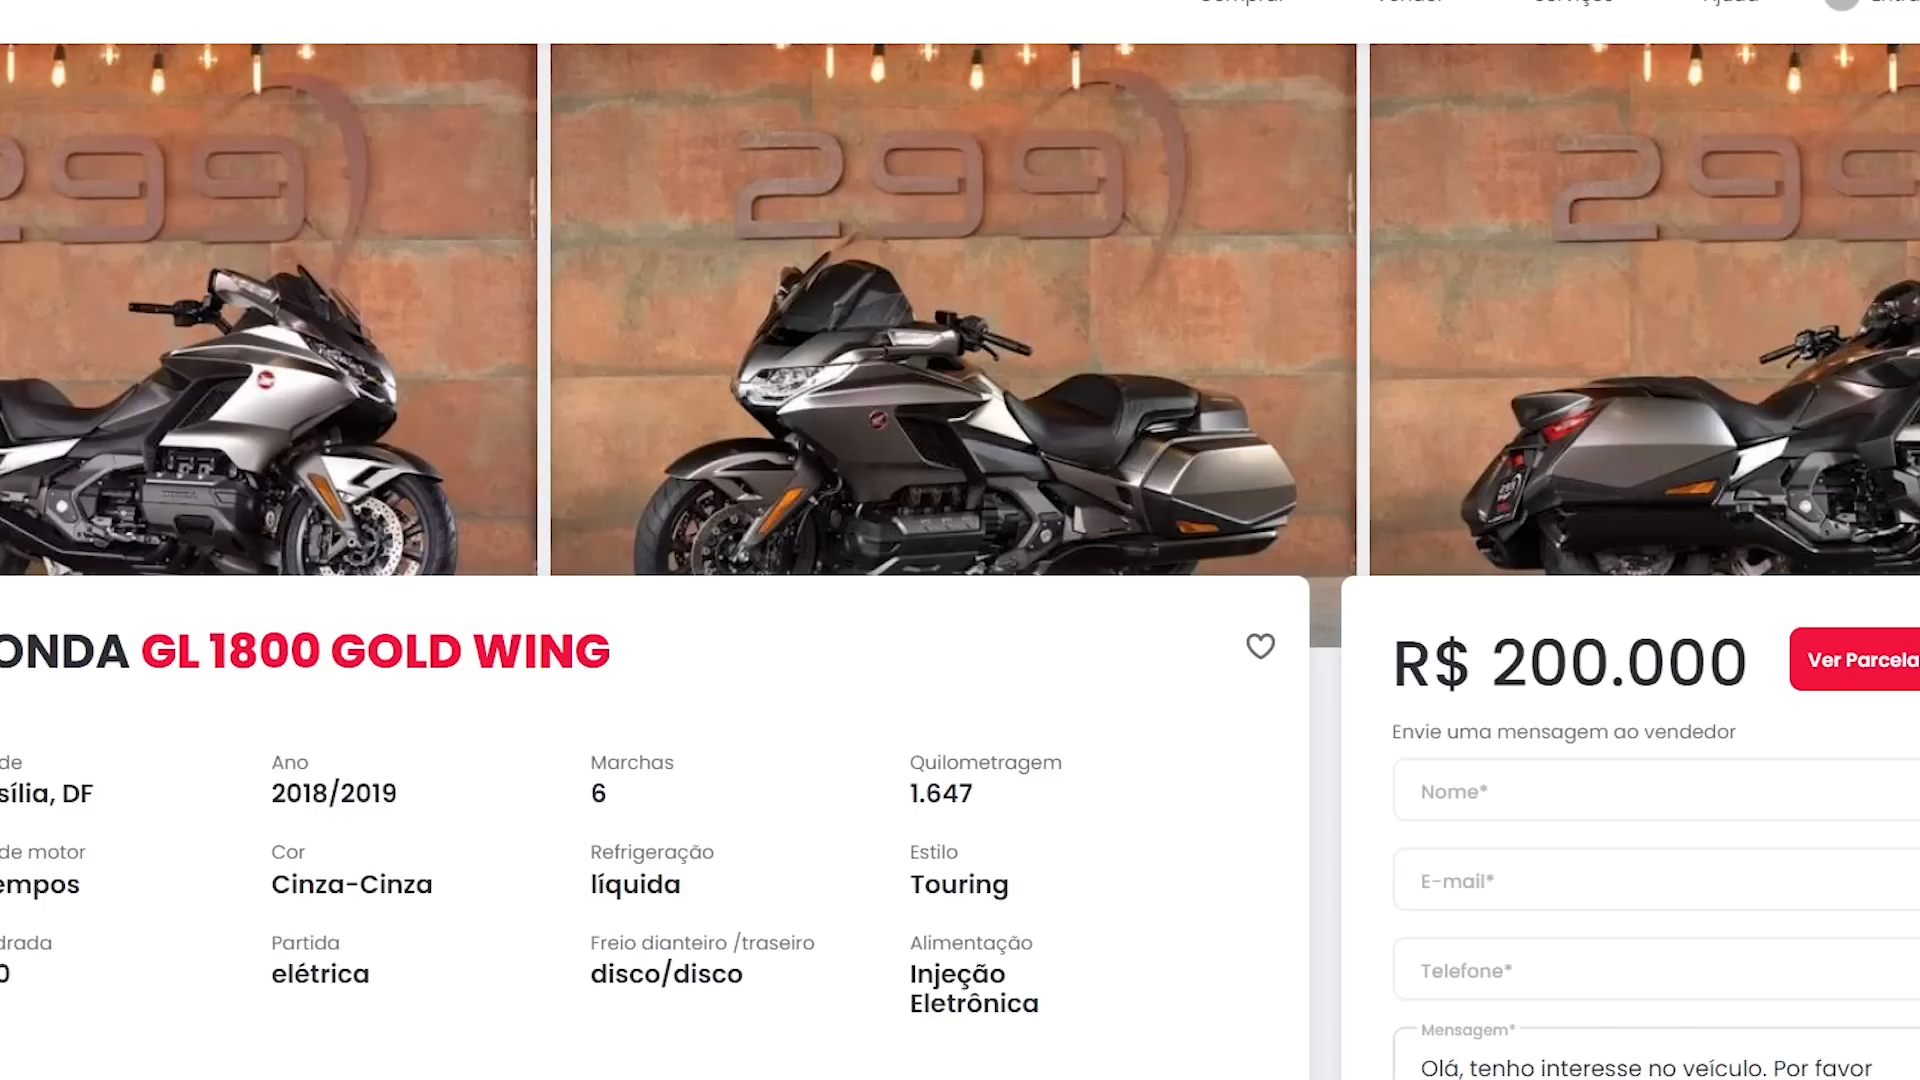 299
299
299
ONDA GL 1800 GOLD WING
R$ 200.000
Ver Parcela
Envie uma mensagem ao vendedor
de
Ano
Marchas
Quilometragem
sília, DF
2018/2019
6
1.647
Nome*
de motor
Cor
Refrigeração
Estilo
empos
Cinza-Cinza
líquida
Touring
E-mail*
drada
Partida
Freio dianteiro /traseiro
Alimentação
0
elétrica
disco/disco
Injeção
Eletrônica
Telefone*
Mensagem*
Olá, tenho interesse no veículo. Por favor